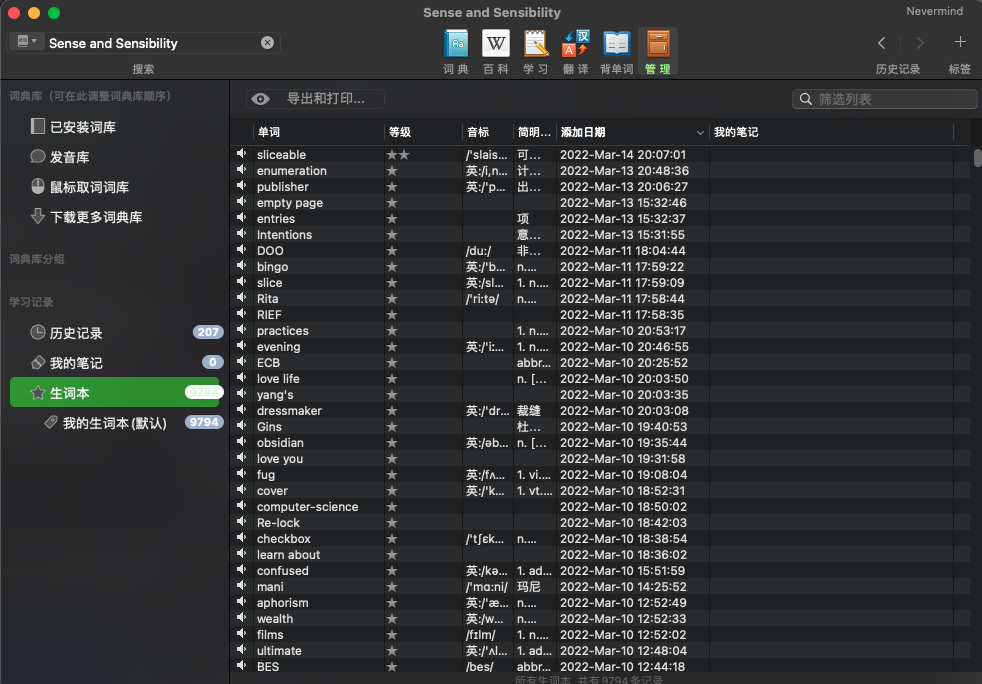 Sense and Sensibility
Nevermind
Sense and Sensibility
搜索
词典 百科 学习 翻译 背单词 管理
历史记录 标签
词典库（可在此调整词典库顺序）
已安装词库
发音库
鼠标取词词库
下载更多词典库
词典库分组
学习记录
历史记录 207
我的笔记 0
生词本 9794
我的生词本(默认) 9794
导出和打印...
筛选列表
单词 等级 音标 简明... 添加日期 我的笔记
sliceable ★★ /'slais... 可... 2022-Mar-14 20:07:01
enumeration ★ 英:/i,n... 计... 2022-Mar-13 20:48:36
publisher ★ 英:/'p... 出... 2022-Mar-13 20:06:27
empty page ★ 2022-Mar-13 15:32:46
entries ★ 项 2022-Mar-13 15:32:37
Intentions ★ 意... 2022-Mar-13 15:31:55
DOO ★ /du:/ 非... 2022-Mar-11 18:04:44
bingo ★ 英:/'b... n.... 2022-Mar-11 17:59:22
slice ★ 英:/sl... 1. n.... 2022-Mar-11 17:59:09
Rita ★ /'ri:tə/ n.... 2022-Mar-11 17:58:44
RIEF ★ 2022-Mar-11 17:58:35
practices ★ 1. n.... 2022-Mar-10 20:53:17
evening ★ 英:/'i:... 1. n.... 2022-Mar-10 20:46:55
ECB ★ abbr... 2022-Mar-10 20:25:52
love life ★ n. [... 2022-Mar-10 20:03:50
yang's ★ 2022-Mar-10 20:03:35
dressmaker ★ 英:/'dr... 裁缝 2022-Mar-10 20:03:08
Gins ★ 杜... 2022-Mar-10 19:40:53
obsidian ★ 英:/əb... n. [... 2022-Mar-10 19:35:44
love you ★ 2022-Mar-10 19:31:58
fug ★ 英:/fʌ... 1. vi.... 2022-Mar-10 19:08:04
cover ★ 英:/'k... 1. vt.... 2022-Mar-10 18:52:31
computer-science ★ 2022-Mar-10 18:50:02
Re-lock ★ 2022-Mar-10 18:42:03
checkbox ★ /'tʃɛk... n.... 2022-Mar-10 18:38:54
learn about ★ 2022-Mar-10 18:36:02
confused ★ 英:/kə... 1. ad... 2022-Mar-10 15:51:59
mani ★ /'mɑ:ni/ 玛尼 2022-Mar-10 14:25:52
aphorism ★ 英:/'æ... n.... 2022-Mar-10 12:52:49
wealth ★ 英:/w... n.... 2022-Mar-10 12:52:33
films ★ /fɪlm/ 1. n.... 2022-Mar-10 12:52:02
ultimate ★ 英:/'ʌl... 1. ad... 2022-Mar-10 12:48:04
BES ★ /bes/ abbr... 2022-Mar-10 12:44:18
所有生词本 共有9794条记录